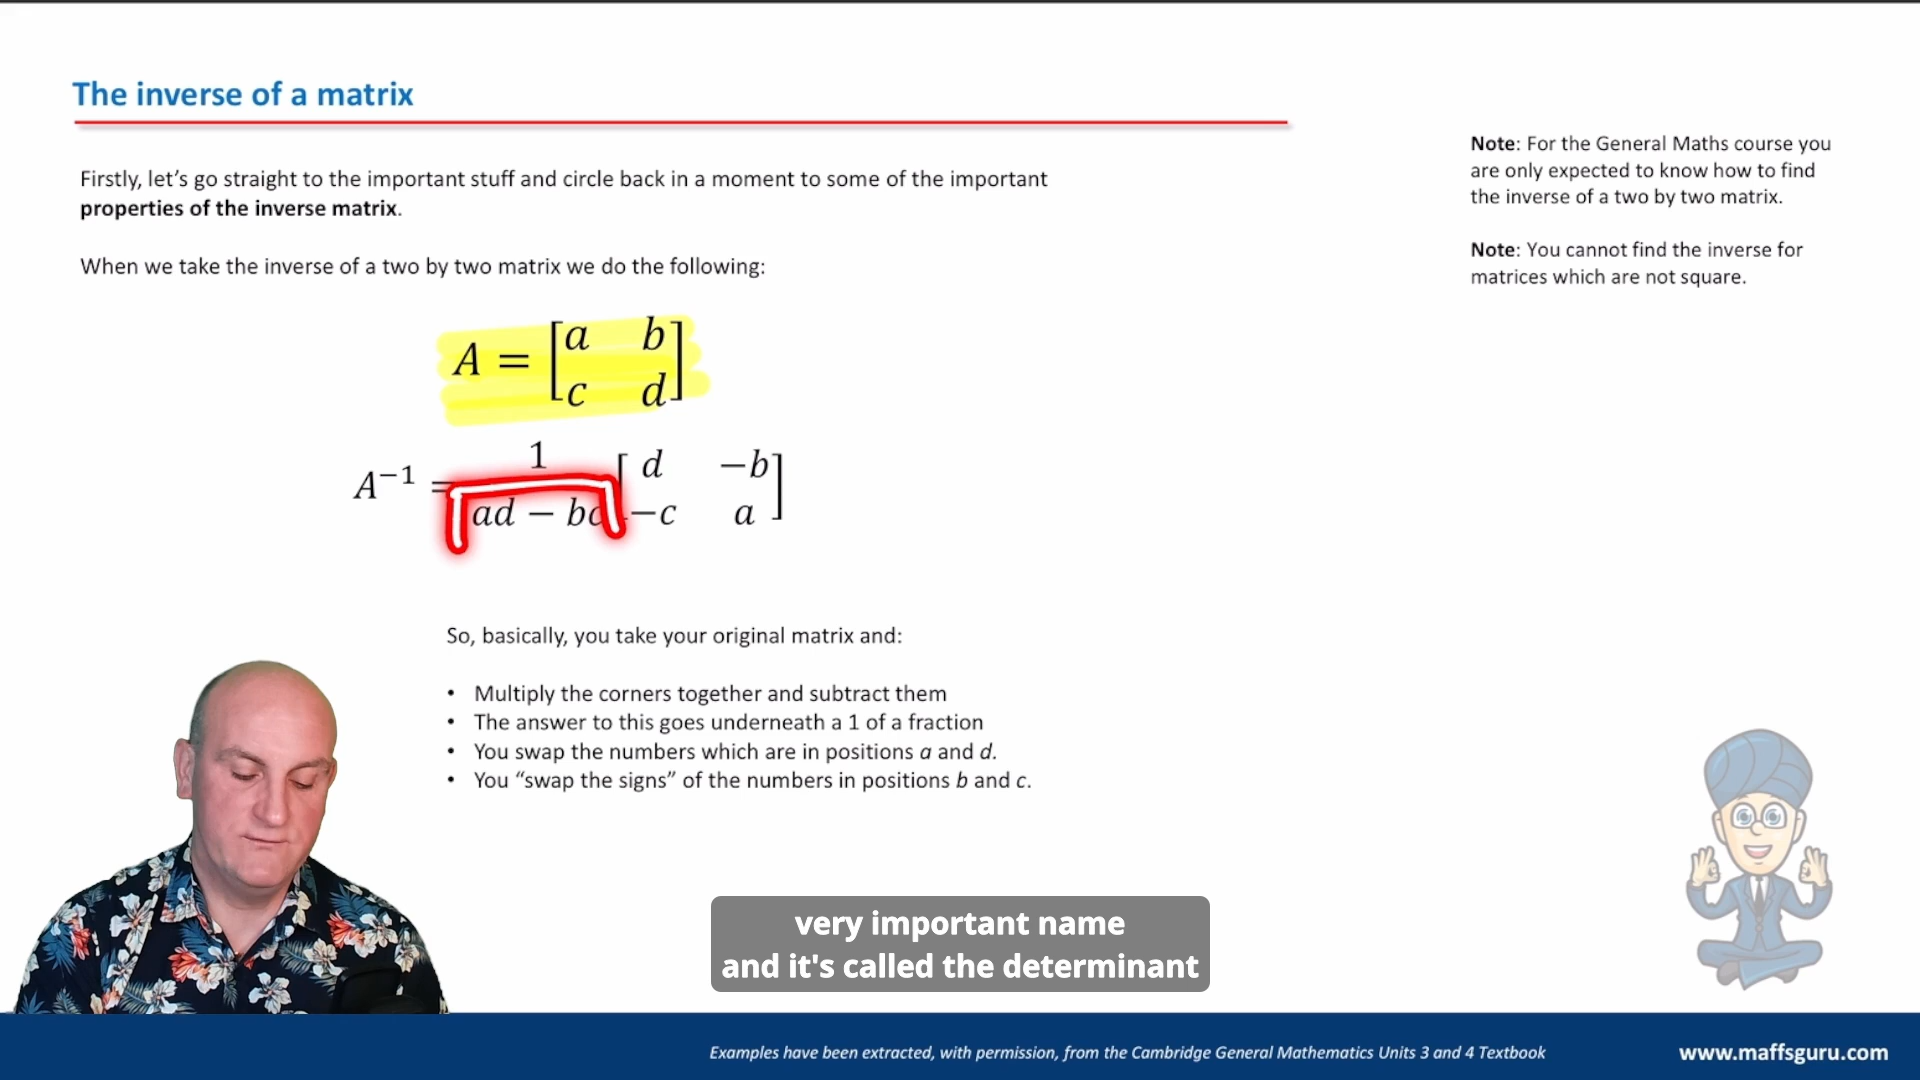 The inverse of a matrix
Firstly, let's go straight to the important stuff and circle back in a moment to some of the important
properties of the inverse matrix.
When we take the inverse of a two by two matrix we do the following:
A = [a b
c d]
A⁻¹ = 1
ad − bc
[d −b
−c a]
So, basically, you take your original matrix and:
• Multiply the corners together and subtract them
• The answer to this goes underneath a 1 of a fraction
• You swap the numbers which are in positions a and d.
• You “swap the signs” of the numbers in positions b and c.
Note: For the General Maths course you
are only expected to know how to find
the inverse of a two by two matrix.
Note: You cannot find the inverse for
matrices which are not square.
very important name
and it's called the determinant
Examples have been extracted, with permission, from the Cambridge General Mathematics Units 3 and 4 Textbook
www.maffsguru.com